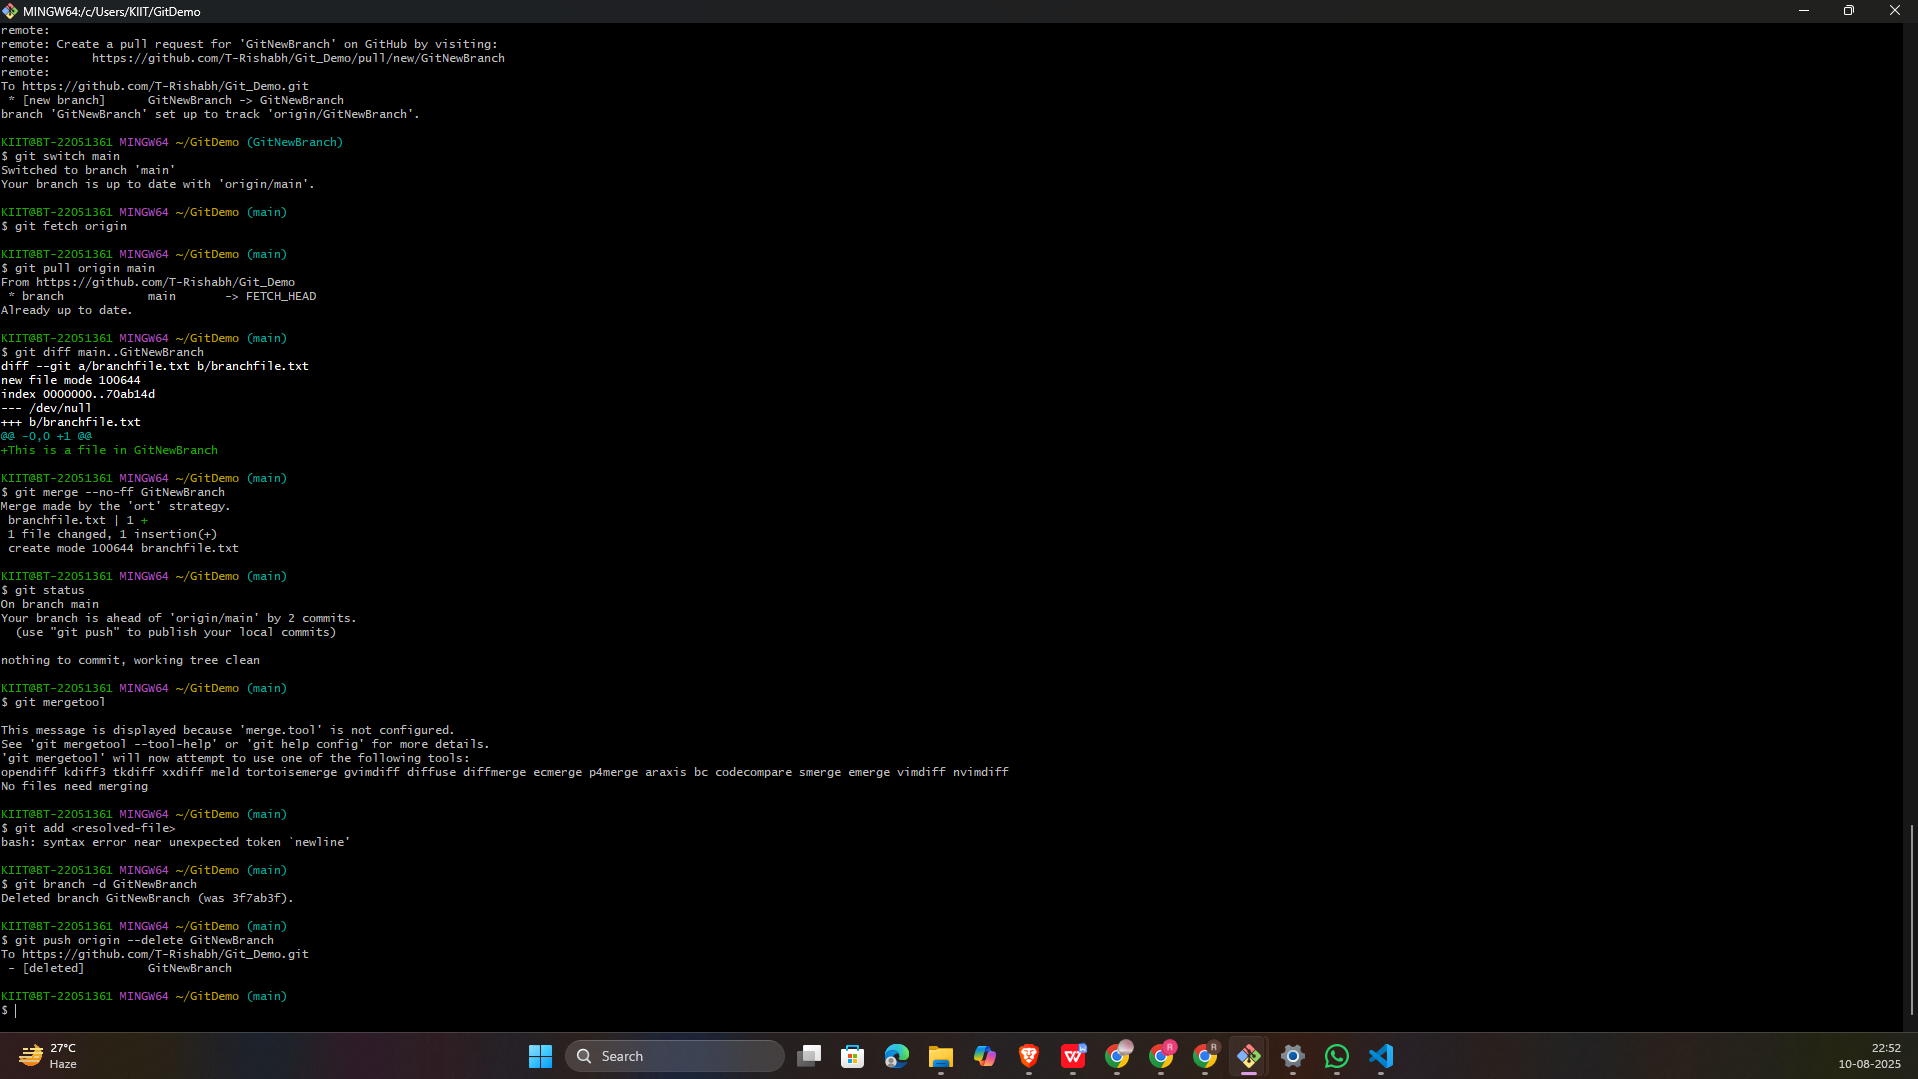 MINGW64:/c/Users/KIIT/GitDemo
remote:
remote: Create a pull request for 'GitNewBranch' on GitHub by visiting:
remote:      https://github.com/T-Rishabh/Git_Demo/pull/new/GitNewBranch
remote:
To https://github.com/T-Rishabh/Git_Demo.git
 * [new branch]      GitNewBranch -> GitNewBranch
branch 'GitNewBranch' set up to track 'origin/GitNewBranch'.
KIIT@BT-22051361 MINGW64 ~/GitDemo (GitNewBranch)
$ git switch main
Switched to branch 'main'
Your branch is up to date with 'origin/main'.
KIIT@BT-22051361 MINGW64 ~/GitDemo (main)
$ git fetch origin
KIIT@BT-22051361 MINGW64 ~/GitDemo (main)
$ git pull origin main
From https://github.com/T-Rishabh/Git_Demo
 * branch            main       -> FETCH_HEAD
Already up to date.
KIIT@BT-22051361 MINGW64 ~/GitDemo (main)
$ git diff main..GitNewBranch
diff --git a/branchfile.txt b/branchfile.txt
new file mode 100644
index 0000000..70ab14d
--- /dev/null
+++ b/branchfile.txt
@@ -0,0 +1 @@
+This is a file in GitNewBranch
KIIT@BT-22051361 MINGW64 ~/GitDemo (main)
$ git merge --no-ff GitNewBranch
Merge made by the 'ort' strategy.
 branchfile.txt | 1 +
 1 file changed, 1 insertion(+)
 create mode 100644 branchfile.txt
KIIT@BT-22051361 MINGW64 ~/GitDemo (main)
$ git status
On branch main
Your branch is ahead of 'origin/main' by 2 commits.
  (use "git push" to publish your local commits)
nothing to commit, working tree clean
KIIT@BT-22051361 MINGW64 ~/GitDemo (main)
$ git mergetool
This message is displayed because 'merge.tool' is not configured.
See 'git mergetool --tool-help' or 'git help config' for more details.
'git mergetool' will now attempt to use one of the following tools:
opendiff kdiff3 tkdiff xxdiff meld tortoisemerge gvimdiff diffuse diffmerge ecmerge p4merge araxis bc codecompare smerge emerge vimdiff nvimdiff
No files need merging
KIIT@BT-22051361 MINGW64 ~/GitDemo (main)
$ git add <resolved-file>
bash: syntax error near unexpected token `newline'
KIIT@BT-22051361 MINGW64 ~/GitDemo (main)
$ git branch -d GitNewBranch
Deleted branch GitNewBranch (was 3f7ab3f).
KIIT@BT-22051361 MINGW64 ~/GitDemo (main)
$ git push origin --delete GitNewBranch
To https://github.com/T-Rishabh/Git_Demo.git
 - [deleted]         GitNewBranch
KIIT@BT-22051361 MINGW64 ~/GitDemo (main)
$
27°C
Haze
Search
22:52
10-08-2025